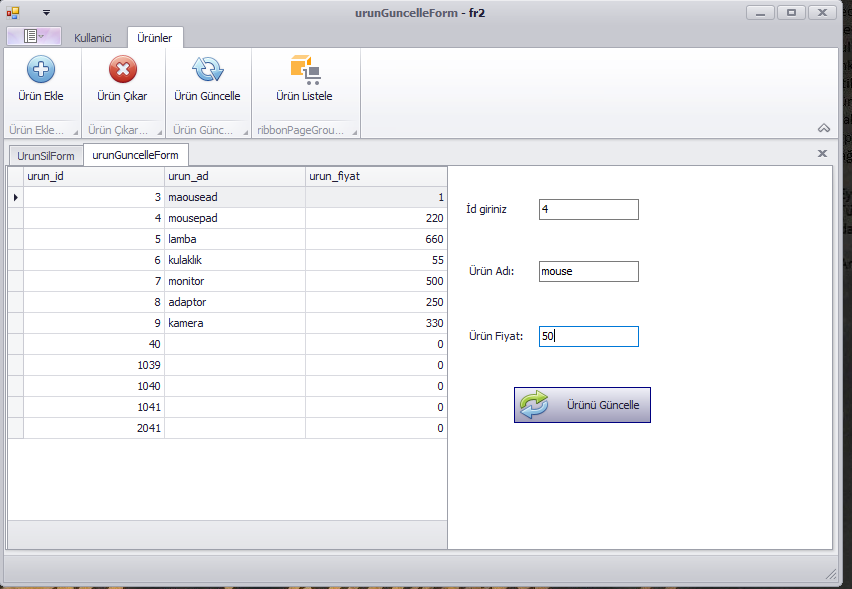 urunGuncelleForm - fr2
Kullanici Ürünler
Ürün Ekle Ürün Çıkar Ürün Güncelle Ürün Listele
Ürün Ekle... Ürün Çıkar... Ürün Günc... ribbonPageGrou...
UrunSilForm urunGuncelleForm
urun_id urun_ad urun_fiyat
3 maousead 1
4 mousepad 220
5 lamba 660
6 kulaklık 55
7 monitor 500
8 adaptor 250
9 kamera 330
40 0
1039 0
1040 0
1041 0
2041 0
İd giriniz 4
Ürün Adı: mouse
Ürün Fiyat: 50
Ürünü Güncelle